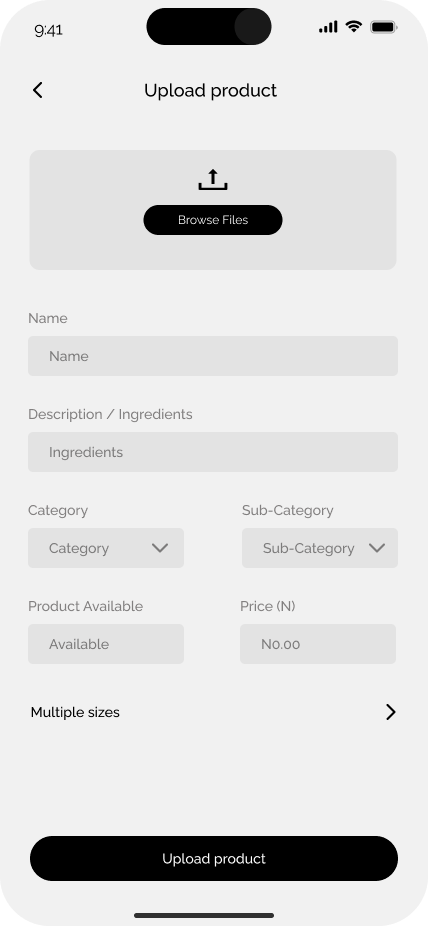 9:41
Upload product
Browse Files
Name
Name
Description / Ingredients
Ingredients
Category
Sub-Category
Category
Sub-Category
Product Available
Price (N)
Available
N0.00
Multiple sizes
Upload product